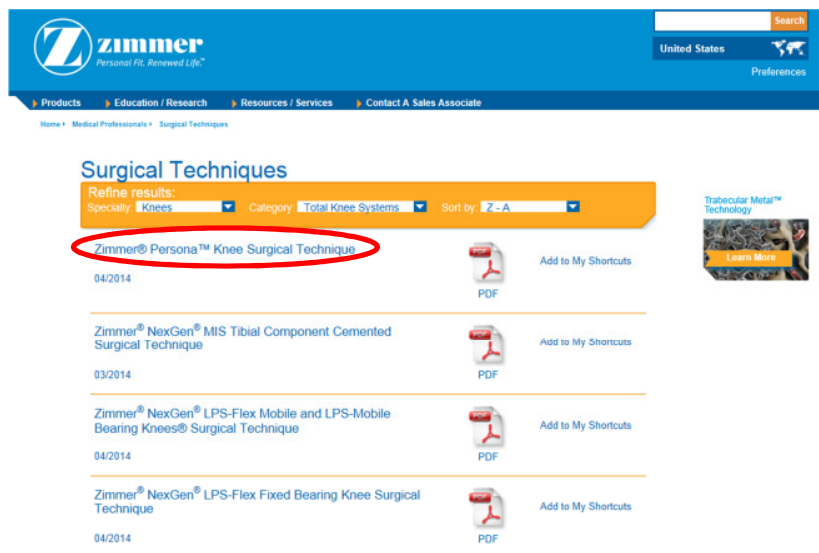 Search
zimmer
Personal Fit. Renewed Life.™
United States
Preferences
Products Education / Research Resources / Services Contact A Sales Associate
Home Medical Professionals Surgical Techniques
Surgical Techniques
Refine results:
Specialty: Knees Category: Total Knee Systems Sort by: Z - A
Trabecular Metal™
Technology
Learn More
Zimmer® Persona™ Knee Surgical Technique
04/2014
PDF
PDF
Add to My Shortcuts
Zimmer® NexGen® MIS Tibial Component Cemented
Surgical Technique
03/2014
PDF
PDF
Add to My Shortcuts
Zimmer® NexGen® LPS-Flex Mobile and LPS-Mobile
Bearing Knees® Surgical Technique
04/2014
PDF
PDF
Add to My Shortcuts
Zimmer® NexGen® LPS-Flex Fixed Bearing Knee Surgical
Technique
04/2014
PDF
PDF
Add to My Shortcuts